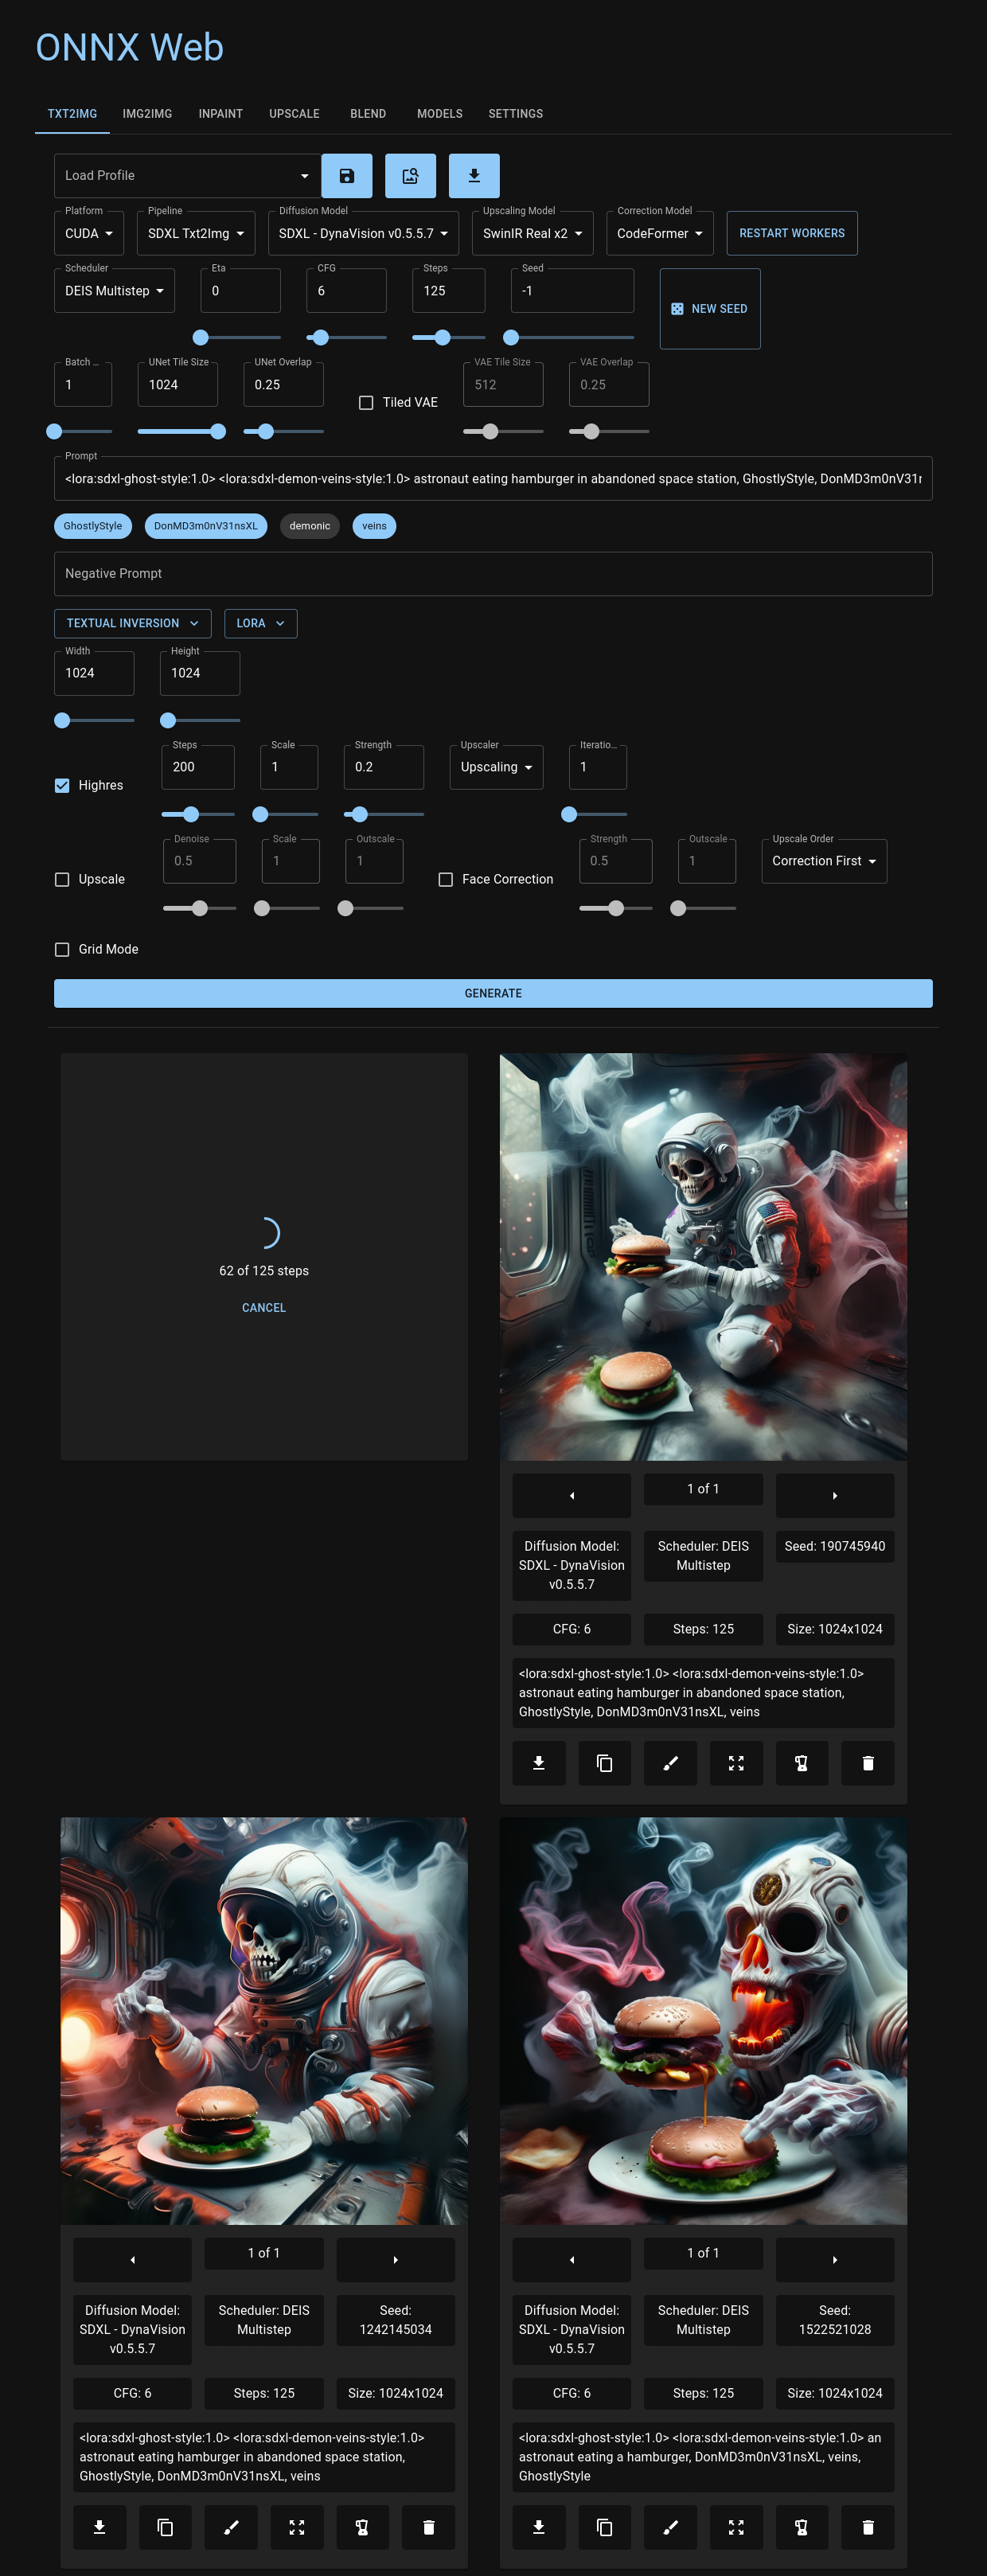 ONNX Web
TXT2IMG IMG2IMG INPAINT UPSCALE BLEND MODELS SETTINGS
Load Profile
Platform Pipeline Diffusion Model Upscaling Model Correction Model
CUDA SDXL Txt2Img SDXL - DynaVision v0.5.5.7 SwinIR Real x2 CodeFormer RESTART WORKERS
Scheduler Eta CFG Steps Seed
DEIS Multistep 0 6 125 -1
NEW SEED
Batch ... UNet Tile Size UNet Overlap VAE Tile Size VAE Overlap
1 1024 0.25 512 0.25
Tiled VAE
Prompt
<lora:sdxl-ghost-style:1.0> <lora:sdxl-demon-veins-style:1.0> astronaut eating hamburger in abandoned space station, GhostlyStyle, DonMD3m0nV31
GhostlyStyle DonMD3m0nV31nsXL demonic veins
Negative Prompt
TEXTUAL INVERSION LORA
Width Height
1024 1024
Steps Scale Strength Upscaler Iteratio...
200 1 0.2 Upscaling 1
Highres
Denoise Scale Outscale Strength Outscale Upscale Order
0.5 1 1 0.5 1 Correction First
Upscale Face Correction
Grid Mode
GENERATE
62 of 125 steps
CANCEL
1 of 1
Diffusion Model: Scheduler: DEIS Seed: 190745940
SDXL - DynaVision Multistep
v0.5.5.7
CFG: 6 Steps: 125 Size: 1024x1024
<lora:sdxl-ghost-style:1.0> <lora:sdxl-demon-veins-style:1.0>
astronaut eating hamburger in abandoned space station,
GhostlyStyle, DonMD3m0nV31nsXL, veins
1 of 1
Diffusion Model: Scheduler: DEIS Seed:
SDXL - DynaVision Multistep 1242145034
v0.5.5.7
CFG: 6 Steps: 125 Size: 1024x1024
<lora:sdxl-ghost-style:1.0> <lora:sdxl-demon-veins-style:1.0>
astronaut eating hamburger in abandoned space station,
GhostlyStyle, DonMD3m0nV31nsXL, veins
1 of 1
Diffusion Model: Scheduler: DEIS Seed:
SDXL - DynaVision Multistep 1522521028
v0.5.5.7
CFG: 6 Steps: 125 Size: 1024x1024
<lora:sdxl-ghost-style:1.0> <lora:sdxl-demon-veins-style:1.0> an
astronaut eating a hamburger, DonMD3m0nV31nsXL, veins,
GhostlyStyle